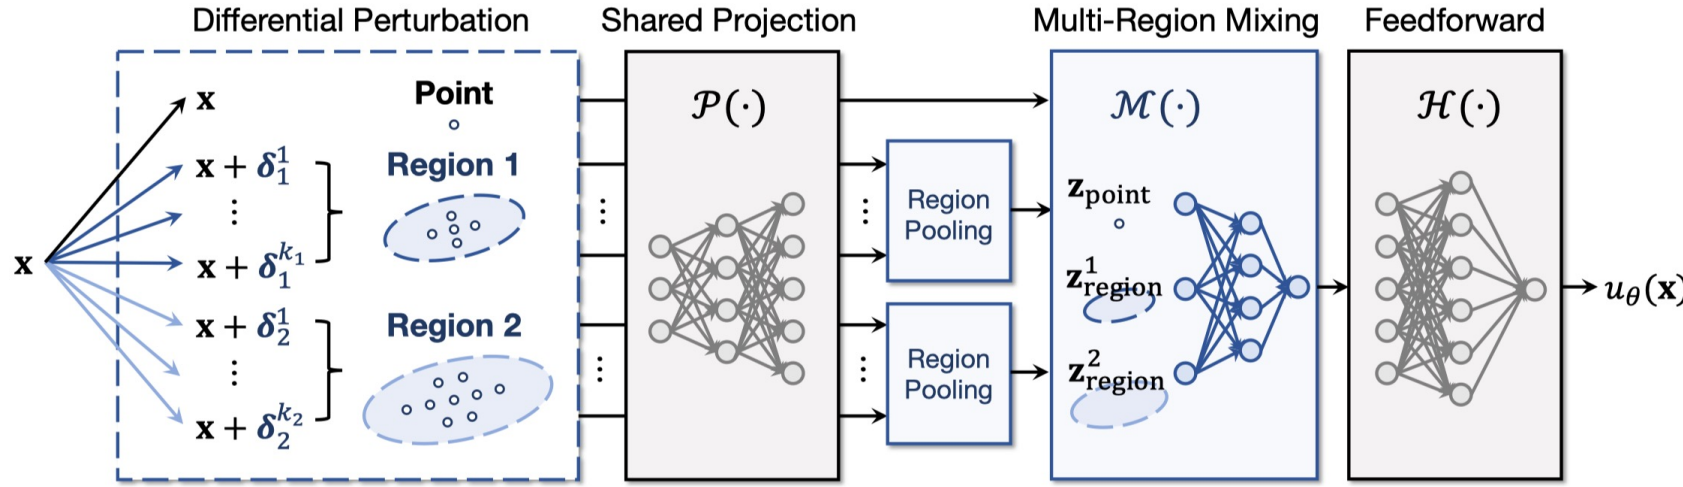 Differential Perturbation
Shared Projection
Multi-Region Mixing
Feedforward
x
x
x + δ₁¹
⋮
x + δ₁^{k₁}
x + δ₂¹
⋮
x + δ₂^{k₂}
Point
Region 1
Region 2
⋮
⋮
𝒫(·)
⋮
⋮
Region
Pooling
Region
Pooling
ℳ(·)
z_point
z¹_region
z²_region
ℋ(·)
u_θ(x)